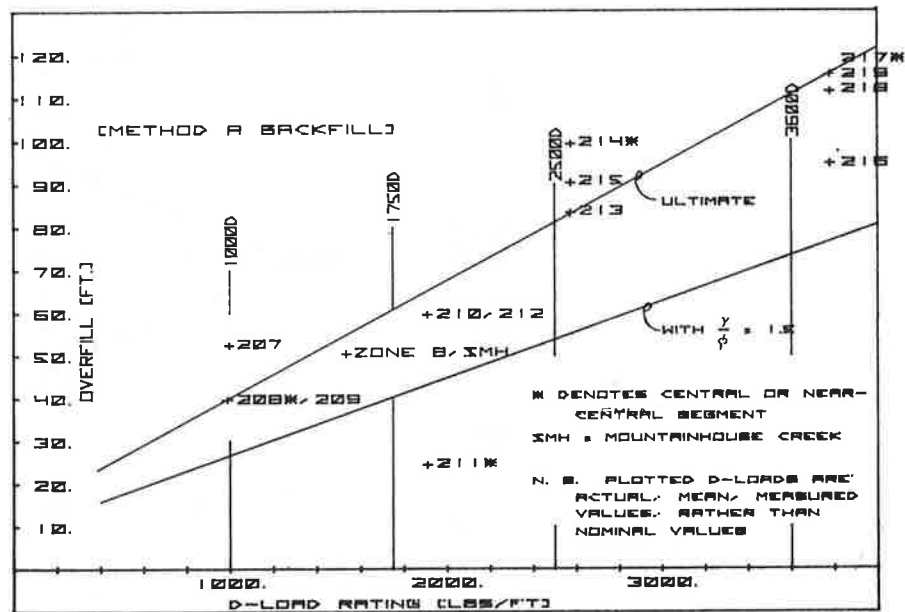 120.
110.
100.
90.
80.
70.
60.
50.
40.
30.
20.
10.
OVERFILL [FT.]
[METHOD A BACKFILL]
1000D
1750D
2500D
3600D
+207
+208*/209
+210/212
+ZONE 8/SMH
+211*
+214*
+215
+213
217*
+219
+218
+216
ULTIMATE
WITH γ/φ = 1.5
* DENOTES CENTRAL OR NEAR-
CENTRAL SEGMENT
SMH = MOUNTAINHOUSE CREEK
N. B. PLOTTED D-LOADS ARE
ACTUAL, MEAN, MEASURED
VALUES, RATHER THAN
NOMINAL VALUES
1000.
2000.
3000.
D-LOAD RATING [LBS/FT]